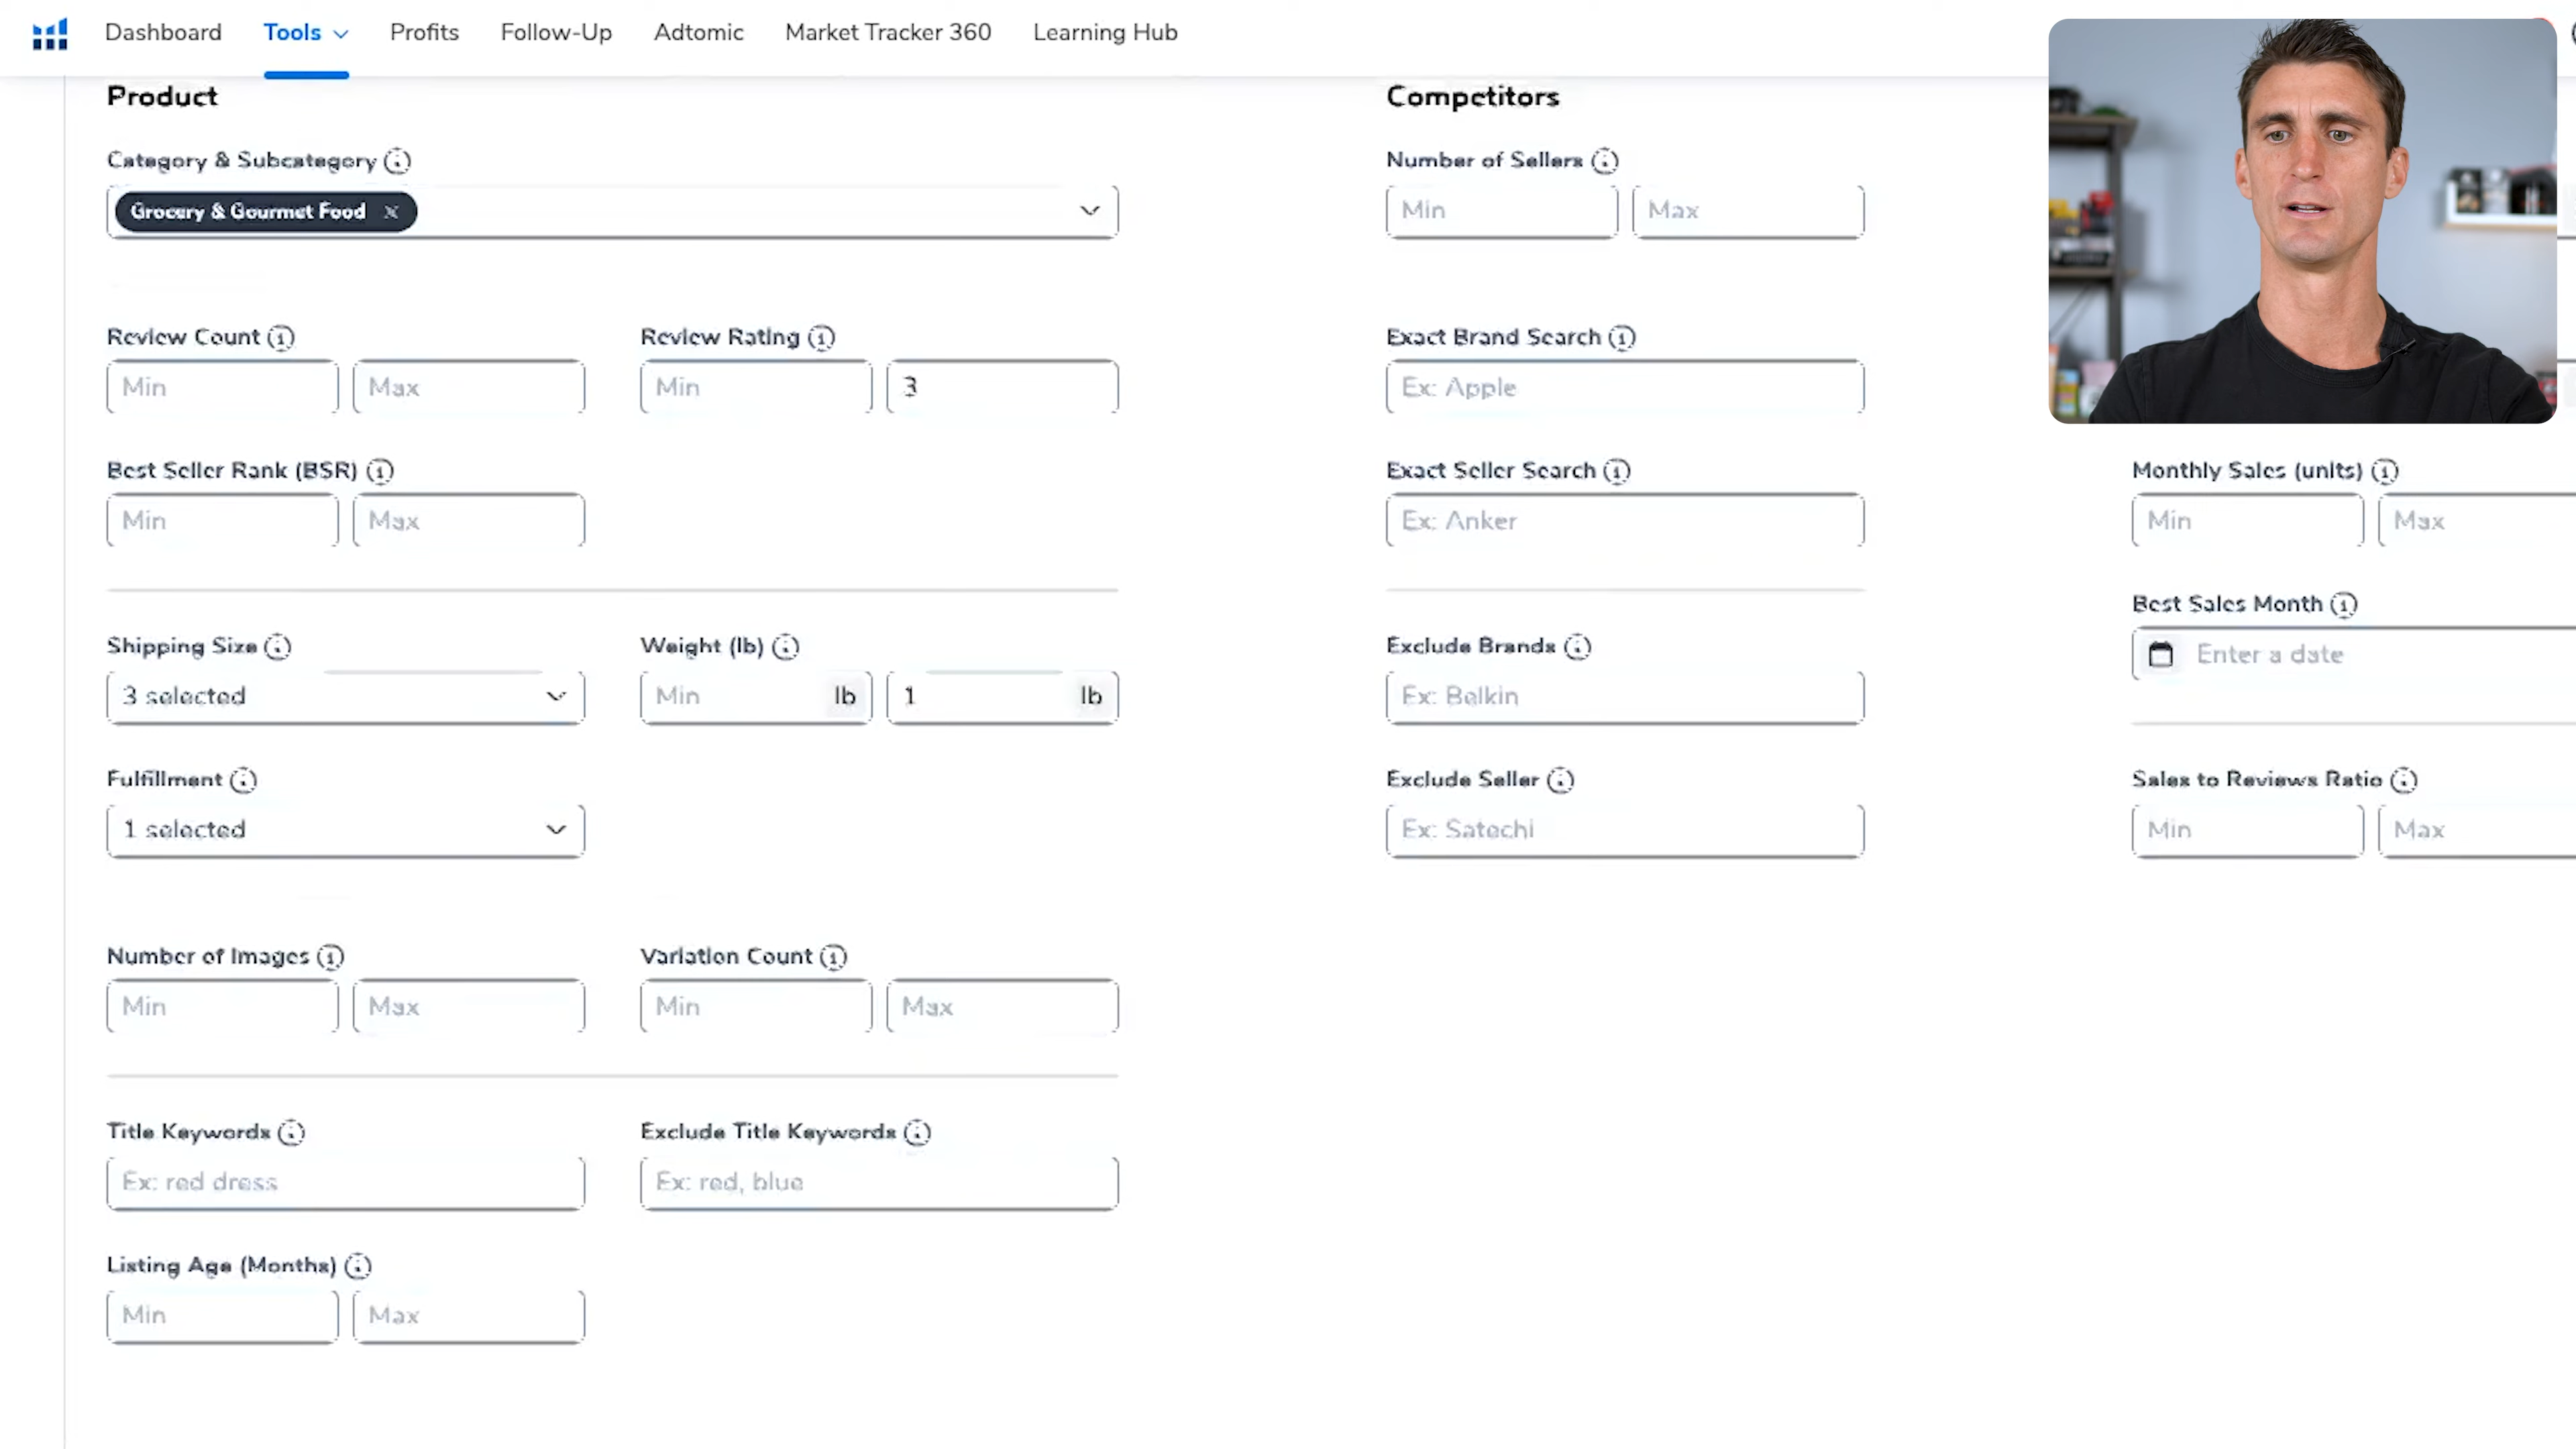 Dashboard Tools Profits Follow-Up Adtomic Market Tracker 360 Learning Hub
Product
Category & Subcategory
Grocery & Gourmet Food x
Review Count
Min Max
Review Rating
Min 3
Best Seller Rank (BSR)
Min Max
Shipping Size
3 selected
Weight (lb)
Min lb 1 lb
Fulfillment
1 selected
Number of Images
Min Max
Variation Count
Min Max
Title Keywords
Ex: red dress
Exclude Title Keywords
Ex: red, blue
Listing Age (Months)
Min Max
Competitors
Number of Sellers
Min Max
Exact Brand Search
Ex: Apple
Exact Seller Search
Ex: Anker
Exclude Brands
Ex: Belkin
Exclude Seller
Ex: Satechi
Monthly Sales (units)
Min Max
Best Sales Month
Enter a date
Sales to Reviews Ratio
Min Max